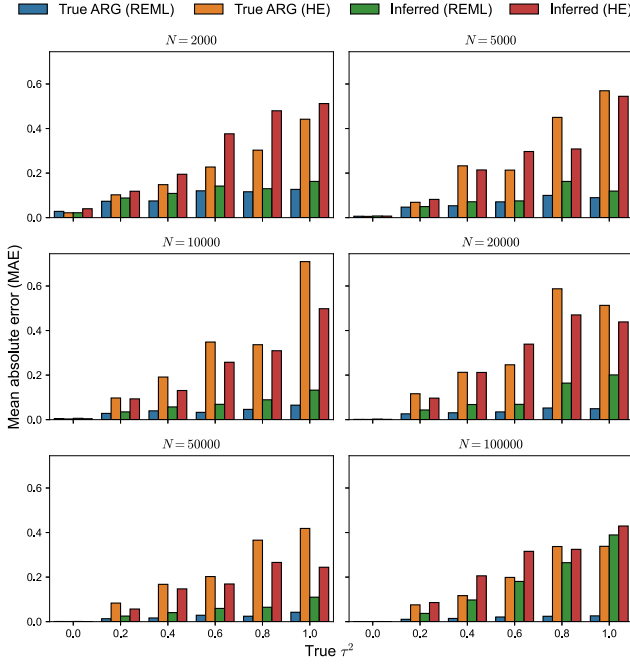 True ARG (REML) True ARG (HE) Inferred (REML) Inferred (HE)
N = 2000 N = 5000
0.6
0.4
0.2
0.0
N = 10000 N = 20000
0.6
0.4
0.2
0.0
Mean absolute error (MAE)
N = 50000 N = 100000
0.6
0.4
0.2
0.0
0.0 0.2 0.4 0.6 0.8 1.0 0.0 0.2 0.4 0.6 0.8 1.0
True τ²